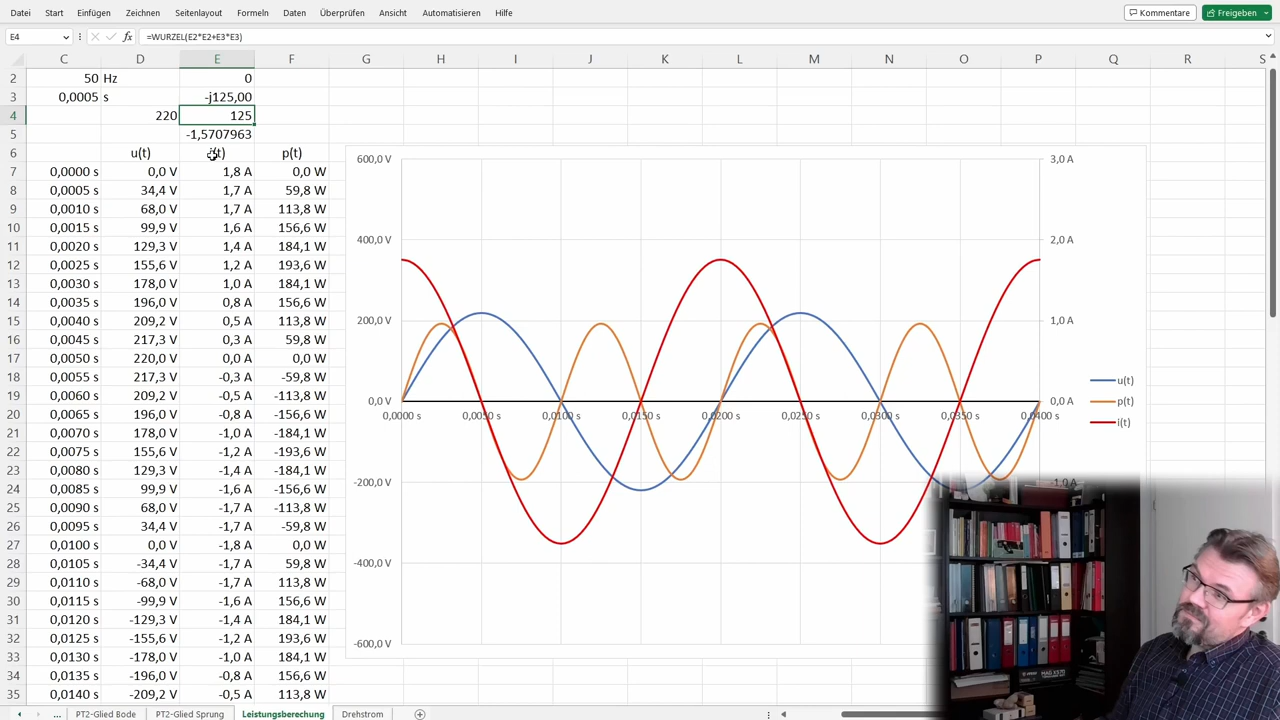 Datei Start Einfügen Zeichnen Seitenlayout Formeln Daten Überprüfen Ansicht Automatisieren Hilfe Kommentare Freigeben
E4 fx =WURZEL(E2*E2+E3*E3)
C D E F G H I J K L M N O P Q R S
2 50 Hz 0
3 0,0005 s -j125,00
4 220 125
5 -1,5707963
6 u(t) i(t) p(t)
7 0,0000 s 0,0 V 1,8 A 0,0 W
8 0,0005 s 34,4 V 1,7 A 59,8 W
9 0,0010 s 68,0 V 1,7 A 113,8 W
10 0,0015 s 99,9 V 1,6 A 156,6 W
11 0,0020 s 129,3 V 1,4 A 184,1 W
12 0,0025 s 155,6 V 1,2 A 193,6 W
13 0,0030 s 178,0 V 1,0 A 184,1 W
14 0,0035 s 196,0 V 0,8 A 156,6 W
15 0,0040 s 209,2 V 0,5 A 113,8 W
16 0,0045 s 217,3 V 0,3 A 59,8 W
17 0,0050 s 220,0 V 0,0 A 0,0 W
18 0,0055 s 217,3 V -0,3 A -59,8 W
19 0,0060 s 209,2 V -0,5 A -113,8 W
20 0,0065 s 196,0 V -0,8 A -156,6 W
21 0,0070 s 178,0 V -1,0 A -184,1 W
22 0,0075 s 155,6 V -1,2 A -193,6 W
23 0,0080 s 129,3 V -1,4 A -184,1 W
24 0,0085 s 99,9 V -1,6 A -156,6 W
25 0,0090 s 68,0 V -1,7 A -113,8 W
26 0,0095 s 34,4 V -1,7 A -59,8 W
27 0,0100 s 0,0 V -1,8 A 0,0 W
28 0,0105 s -34,4 V -1,7 A 59,8 W
29 0,0110 s -68,0 V -1,7 A 113,8 W
30 0,0115 s -99,9 V -1,6 A 156,6 W
31 0,0120 s -129,3 V -1,4 A 184,1 W
32 0,0125 s -155,6 V -1,2 A 193,6 W
33 0,0130 s -178,0 V -1,0 A 184,1 W
34 0,0135 s -196,0 V -0,8 A 156,6 W
35 0,0140 s -209,2 V -0,5 A 113,8 W
600,0 V 3,0 A
400,0 V 2,0 A
200,0 V 1,0 A
u(t)
0,0 V 0,0 A p(t)
0,0000 s 0,0050 s 0,0100 s 0,0150 s 0,0200 s 0,0250 s 0,0300 s 0,0350 s 0,0400 s
i(t)
-200,0 V -1,0 A
-400,0 V
-600,0 V
... PT2-Glied Bode PT2-Glied Sprung Leistungsberechung Drehstrom